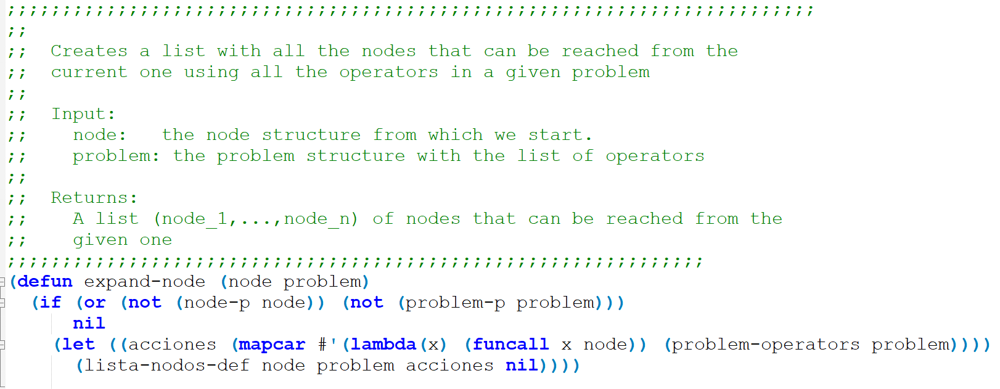 ;;;;;;;;;;;;;;;;;;;;;;;;;;;;;;;;;;;;;;;;;;;;;;;;;;;;;;;;;;;;;;;;;;;;;;;;;
;;
;;  Creates a list with all the nodes that can be reached from the
;;  current one using all the operators in a given problem
;;
;;  Input:
;;    node:   the node structure from which we start.
;;    problem: the problem structure with the list of operators
;;
;;  Returns:
;;    A list (node_1,...,node_n) of nodes that can be reached from the
;;    given one
;;;;;;;;;;;;;;;;;;;;;;;;;;;;;;;;;;;;;;;;;;;;;;;;;;;;;;;;;;;;;;;
(defun expand-node (node problem)
  (if (or (not (node-p node)) (not (problem-p problem)))
      nil
    (let ((acciones (mapcar #'(lambda(x) (funcall x node)) (problem-operators problem))))
      (lista-nodos-def node problem acciones nil))))